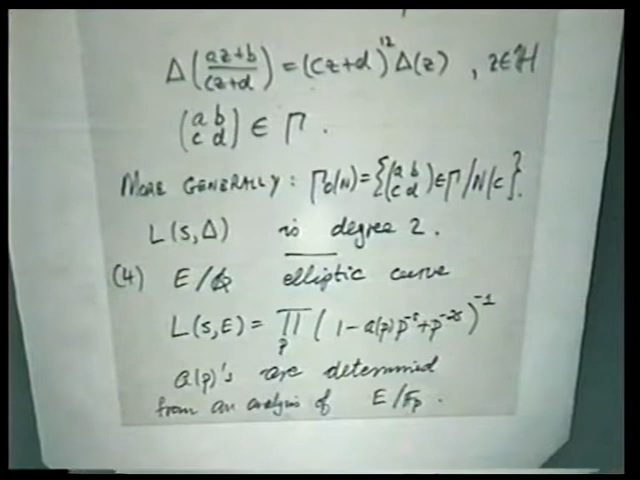 Δ((az+b)/(cz+d)) = (cz+d)^12 Δ(z) , z∈ℋ
(a b
c d) ∈ Γ .
MORE GENERALLY : Γ0(N) = {(a b
c d) ∈ Γ / N|c}.
L(s,Δ) is degree 2 .
(4) E/ℚ elliptic curve
L(s,E) = ∏_p (1 - a(p)p^-s + p^-2s)^-1
a(p)'s are determined
from an analysis of E/Fp .